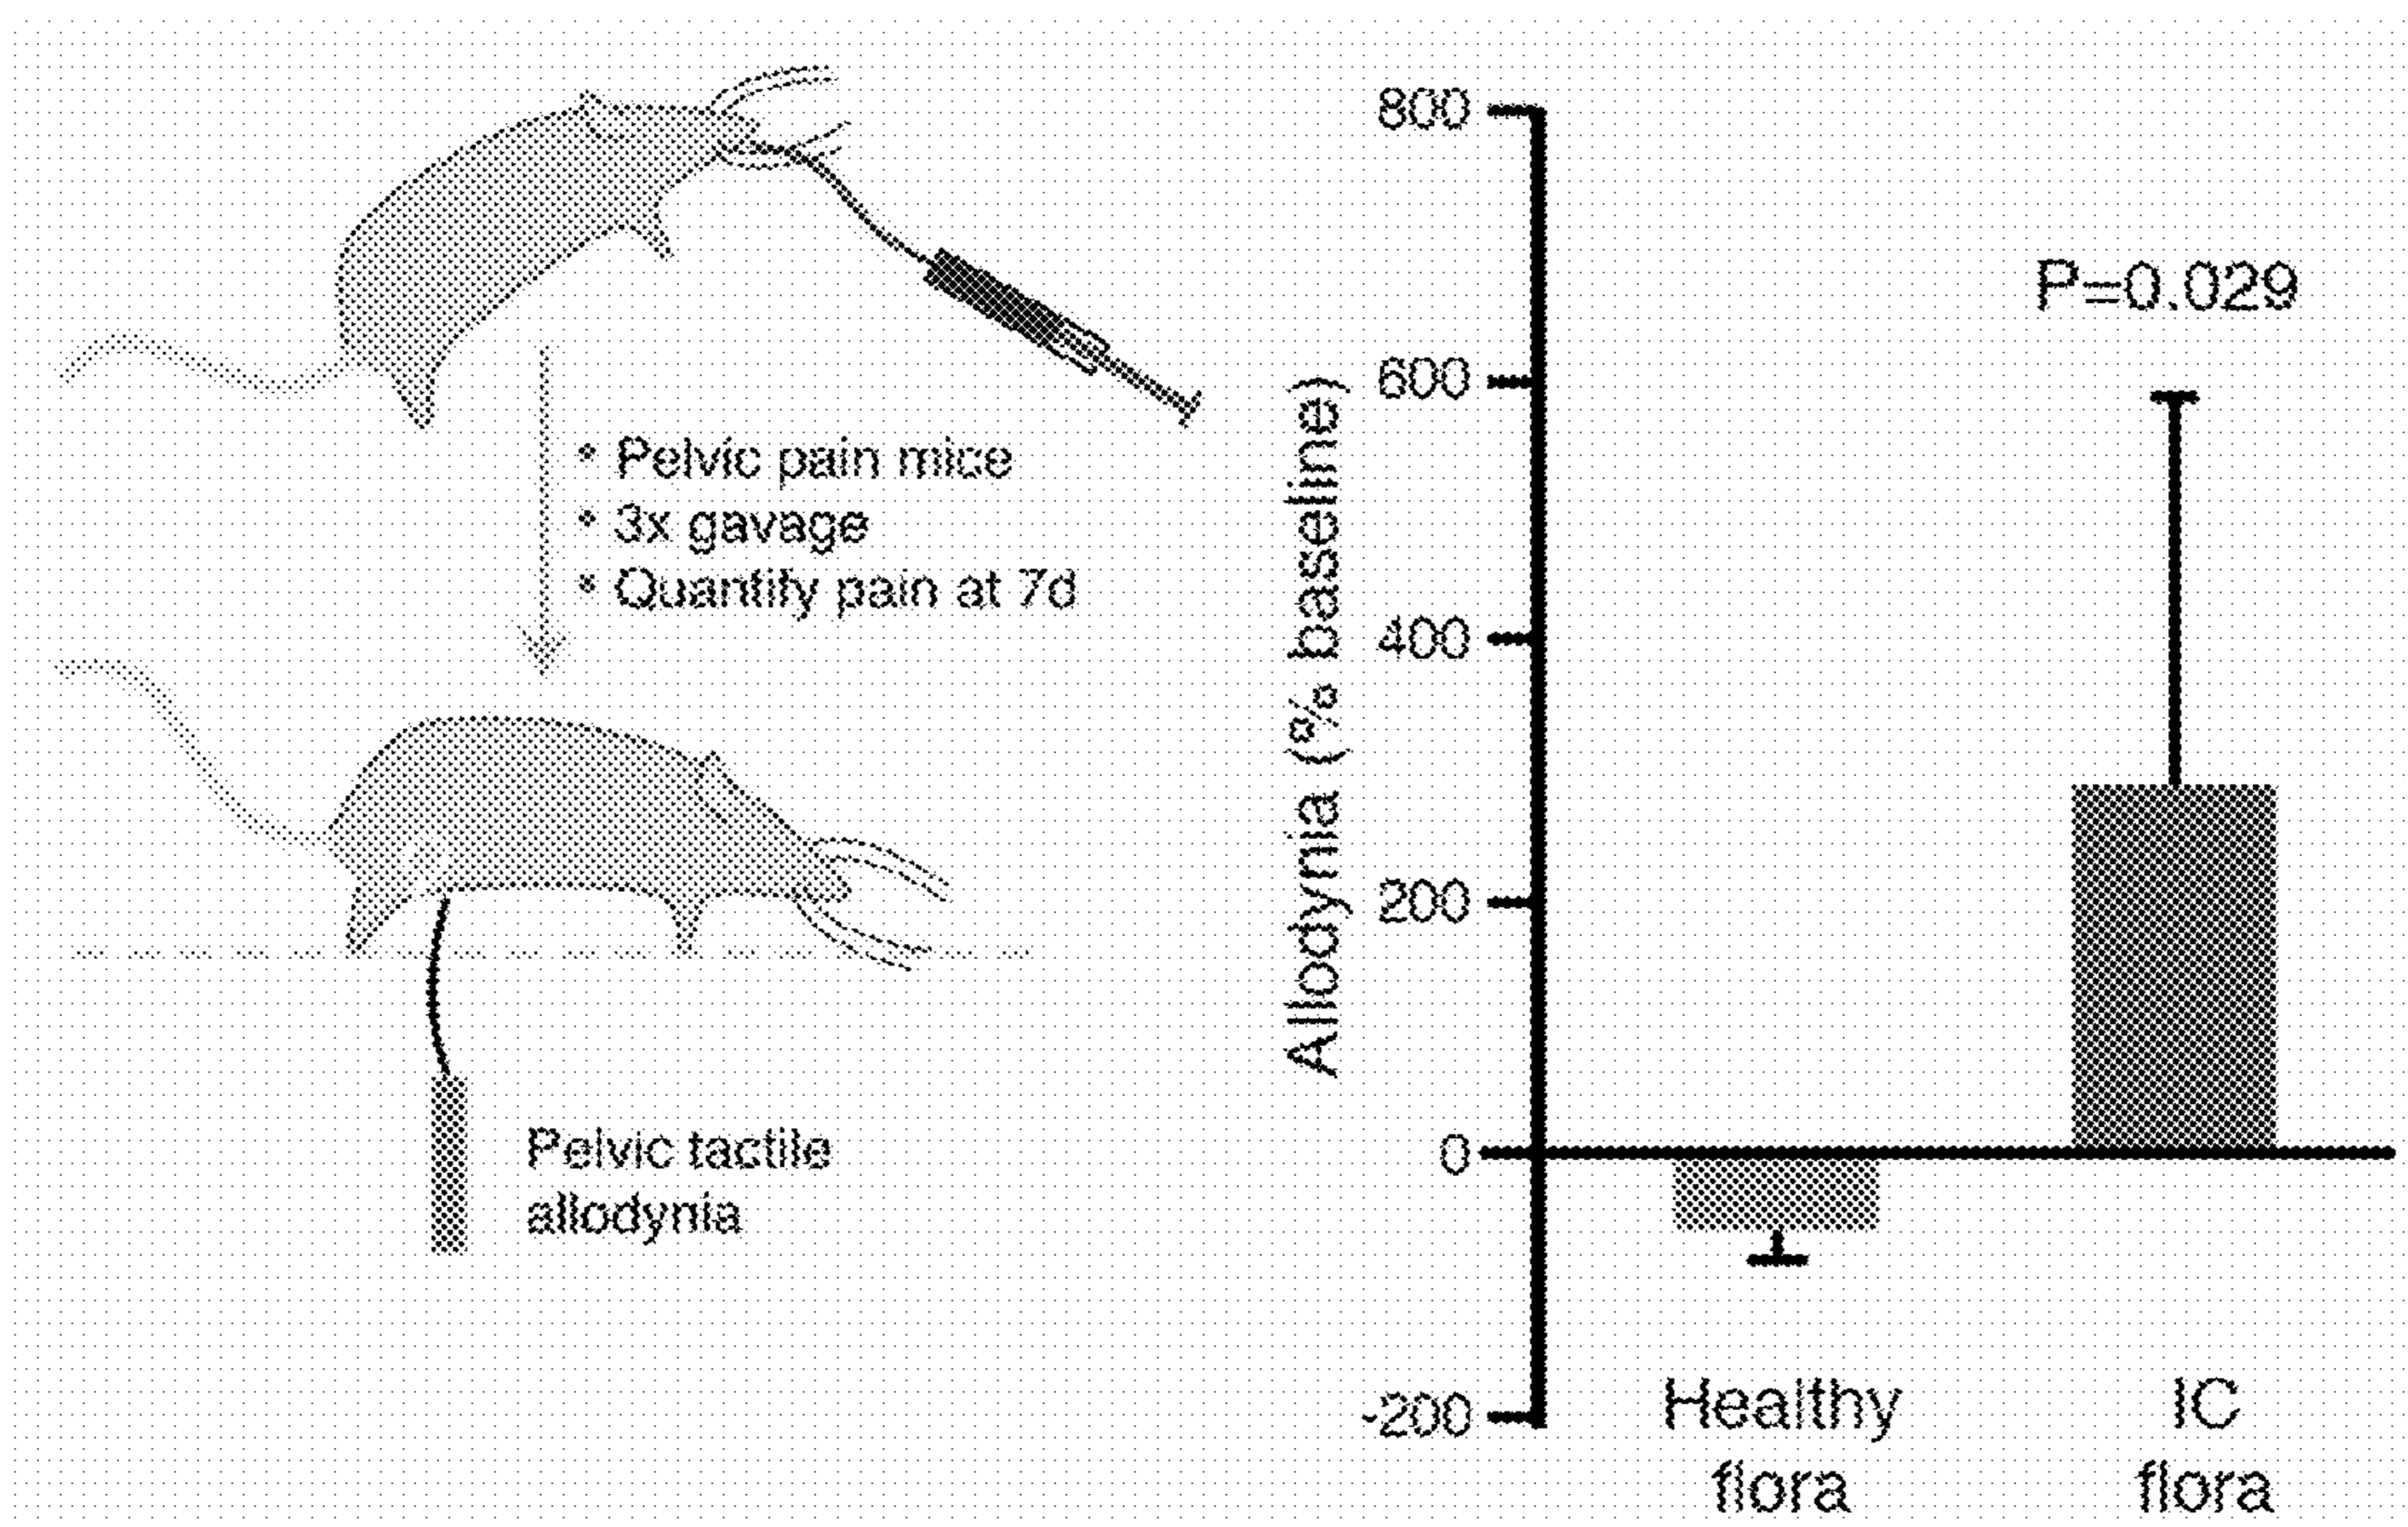 • Pelvic pain mice
• 3x gavage
• Quantify pain at 7d
Pelvic tactile
allodynia
Allodynia (% baseline)
800
600
400
200
0
-200
P=0.029
Healthy
flora
IC
flora